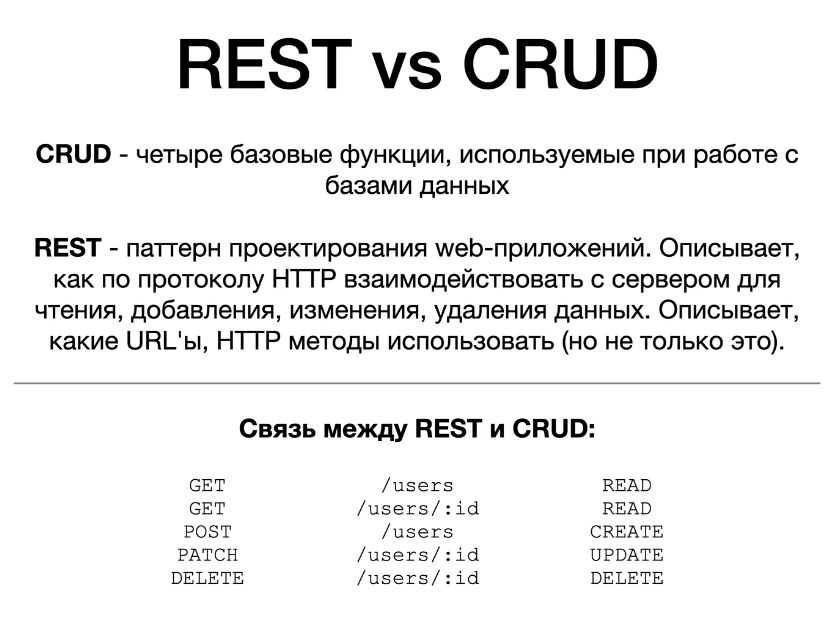 REST vs CRUD
CRUD - четыре базовые функции, используемые при работе с
базами данных
REST - паттерн проектирования web-приложений. Описывает,
как по протоколу HTTP взаимодействовать с сервером для
чтения, добавления, изменения, удаления данных. Описывает,
какие URL'ы, HTTP методы использовать (но не только это).
Связь между REST и CRUD:
GET /users READ
GET /users/:id READ
POST /users CREATE
PATCH /users/:id UPDATE
DELETE /users/:id DELETE